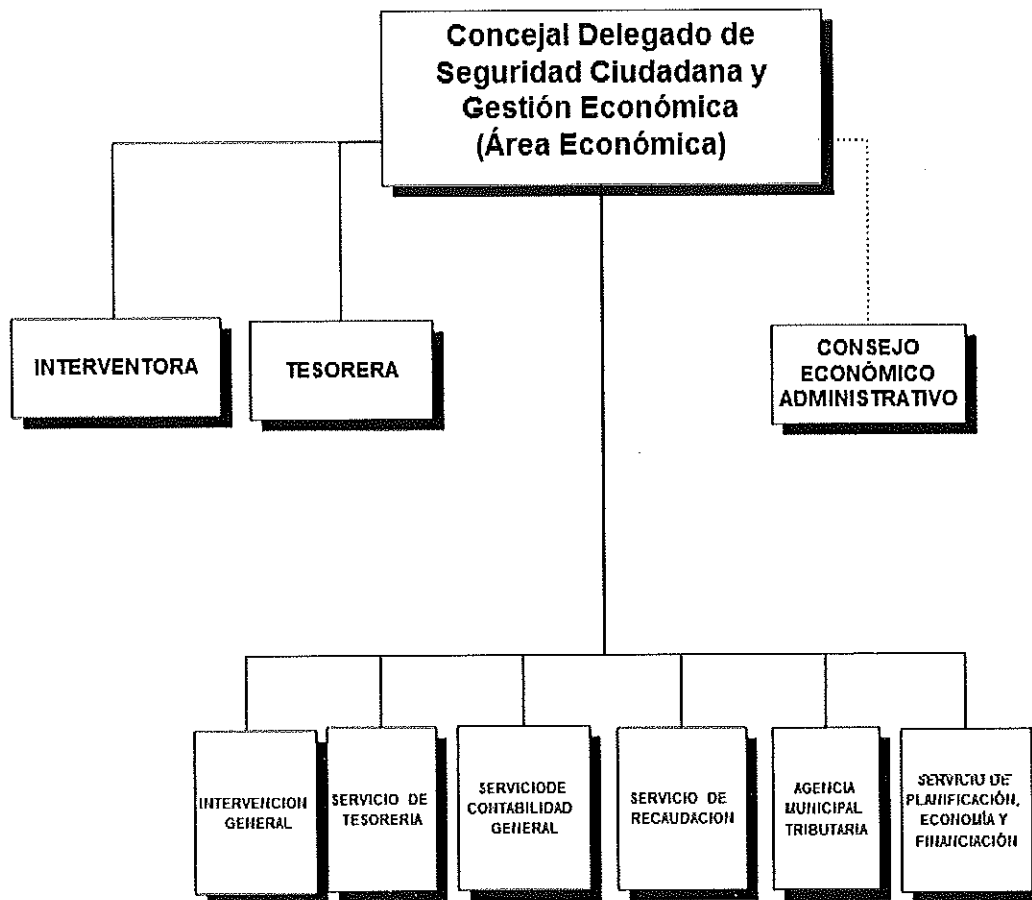 Concejal Delegado de
Seguridad Ciudadana y
Gestión Económica
(Área Económica)
INTERVENTORA
TESORERA
CONSEJO
ECONÓMICO
ADMINISTRATIVO
INTERVENCION
GENERAL
SERVICIO DE
TESORERIA
SERVICIODE
CONTABILIDAD
GENERAL
SERVICIO DE
RECAUDACION
AGENCIA
MUNICIPAL
TRIBUTARIA
SERVICIO DE
PLANIFICACIÓN,
ECONOMÍA Y
FINANCIACIÓN